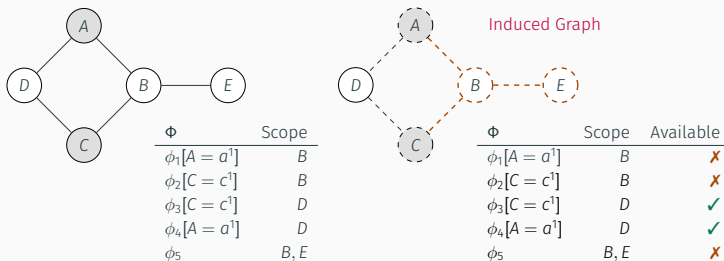 A
D
B
E
C
Φ Scope
ϕ₁[A = a¹] B
ϕ₂[C = c¹] B
ϕ₃[C = c¹] D
ϕ₄[A = a¹] D
ϕ₅ B, E
Induced Graph
A
D
B
E
C
Φ Scope Available
ϕ₁[A = a¹] B ✗
ϕ₂[C = c¹] B ✗
ϕ₃[C = c¹] D ✓
ϕ₄[A = a¹] D ✓
ϕ₅ B, E ✗